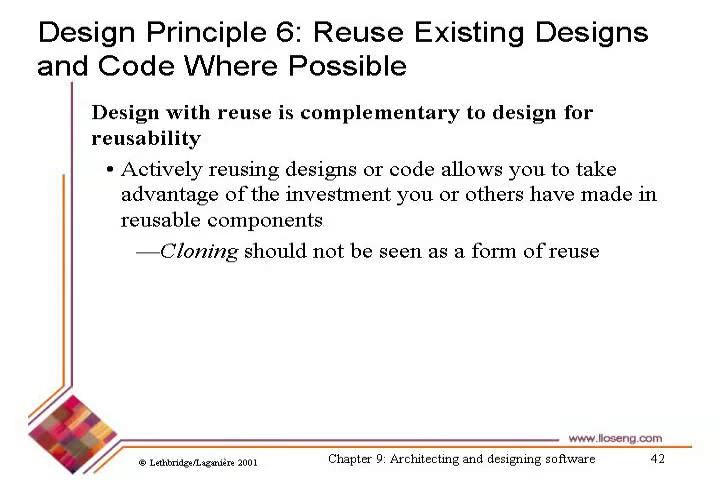 Design Principle 6: Reuse Existing Designs
and Code Where Possible
Design with reuse is complementary to design for
reusability
• Actively reusing designs or code allows you to take
advantage of the investment you or others have made in
reusable components
—Cloning should not be seen as a form of reuse
www.lloseng.com
© Lethbridge/Laganière 2001
Chapter 9: Architecting and designing software
42